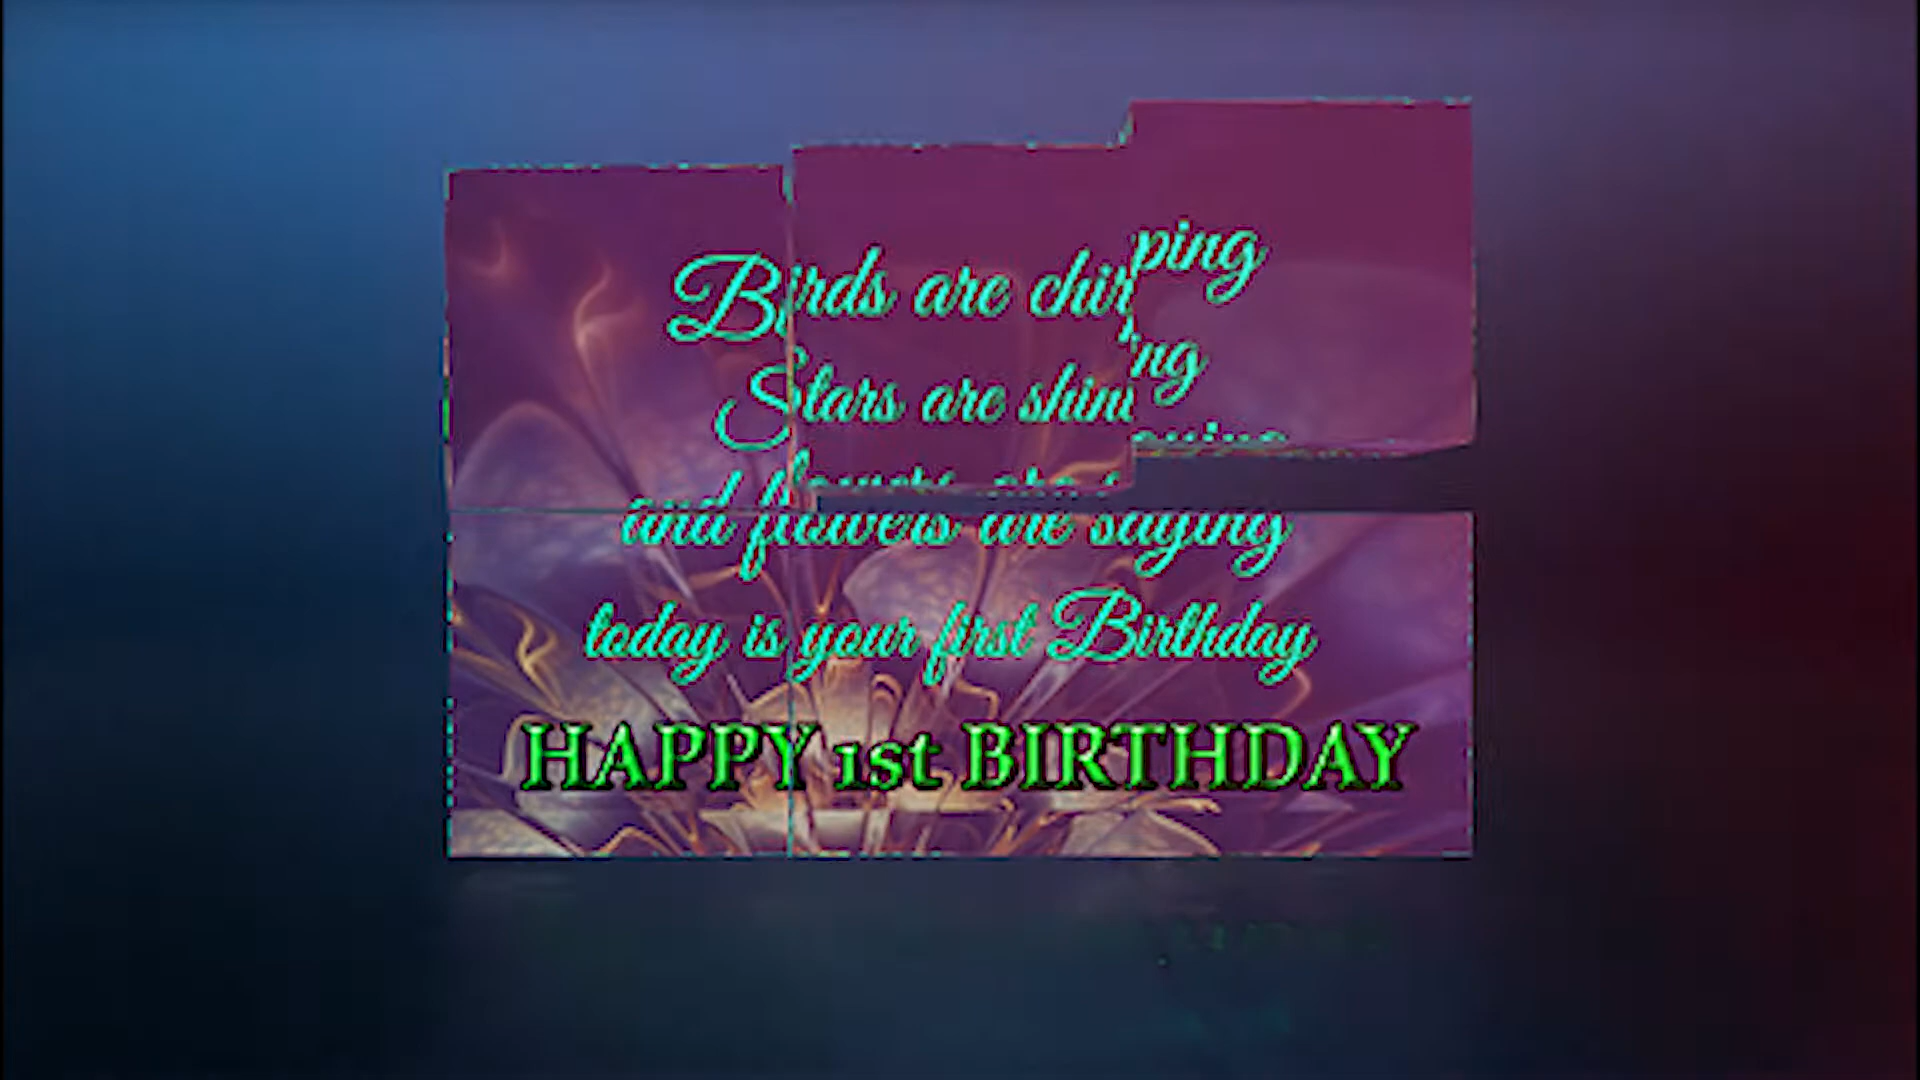 Birds are chirping
Stars are shining
and flowers are saying
today is your first Birthday
HAPPY 1st BIRTHDAY